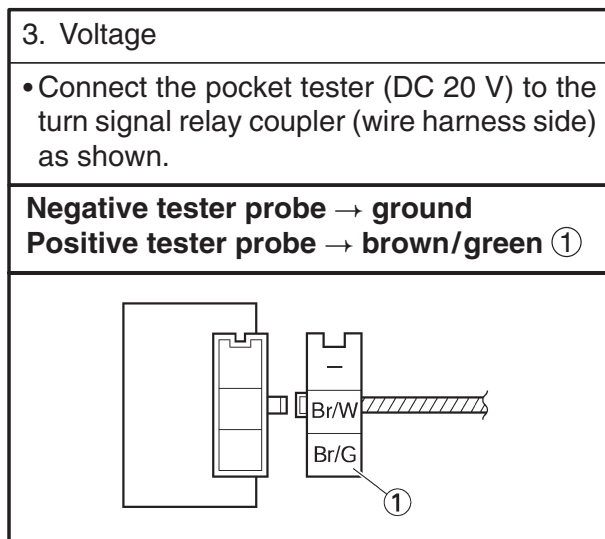 3. Voltage
• Connect the pocket tester (DC 20 V) to the
turn signal relay coupler (wire harness side)
as shown.
Negative tester probe → ground
Positive tester probe → brown/green ①
–
Br/W
Br/G
①